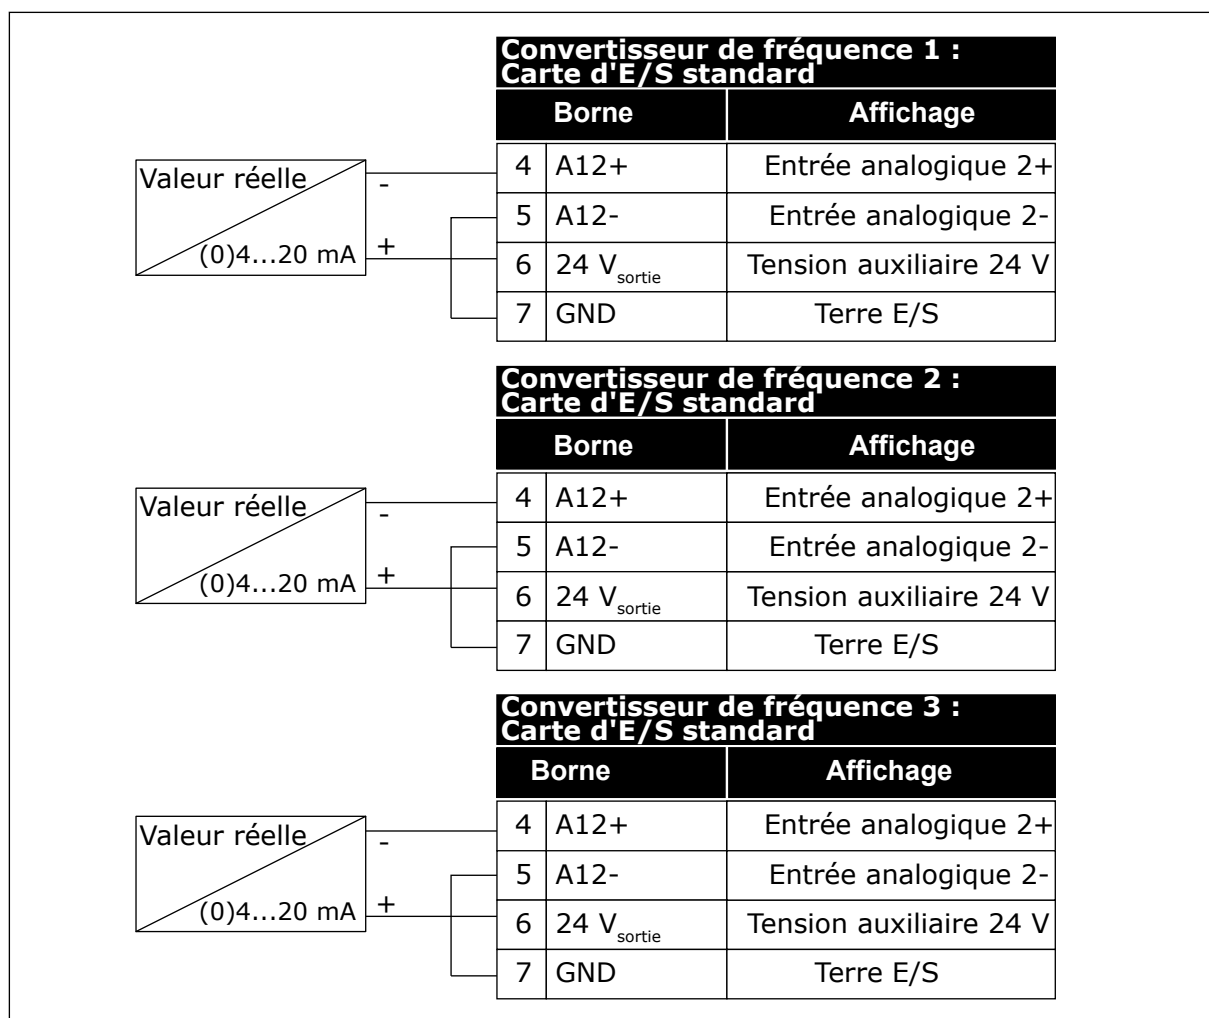 Convertisseur de fréquence 1 :
Carte d'E/S standard
Borne Affichage
Valeur réelle
(0)4...20 mA
-
+
4 A12+ Entrée analogique 2+
5 A12- Entrée analogique 2-
6 24 Vsortie Tension auxiliaire 24 V
7 GND Terre E/S
Convertisseur de fréquence 2 :
Carte d'E/S standard
Borne Affichage
Valeur réelle
(0)4...20 mA
-
+
4 A12+ Entrée analogique 2+
5 A12- Entrée analogique 2-
6 24 Vsortie Tension auxiliaire 24 V
7 GND Terre E/S
Convertisseur de fréquence 3 :
Carte d'E/S standard
Borne Affichage
Valeur réelle
(0)4...20 mA
-
+
4 A12+ Entrée analogique 2+
5 A12- Entrée analogique 2-
6 24 Vsortie Tension auxiliaire 24 V
7 GND Terre E/S